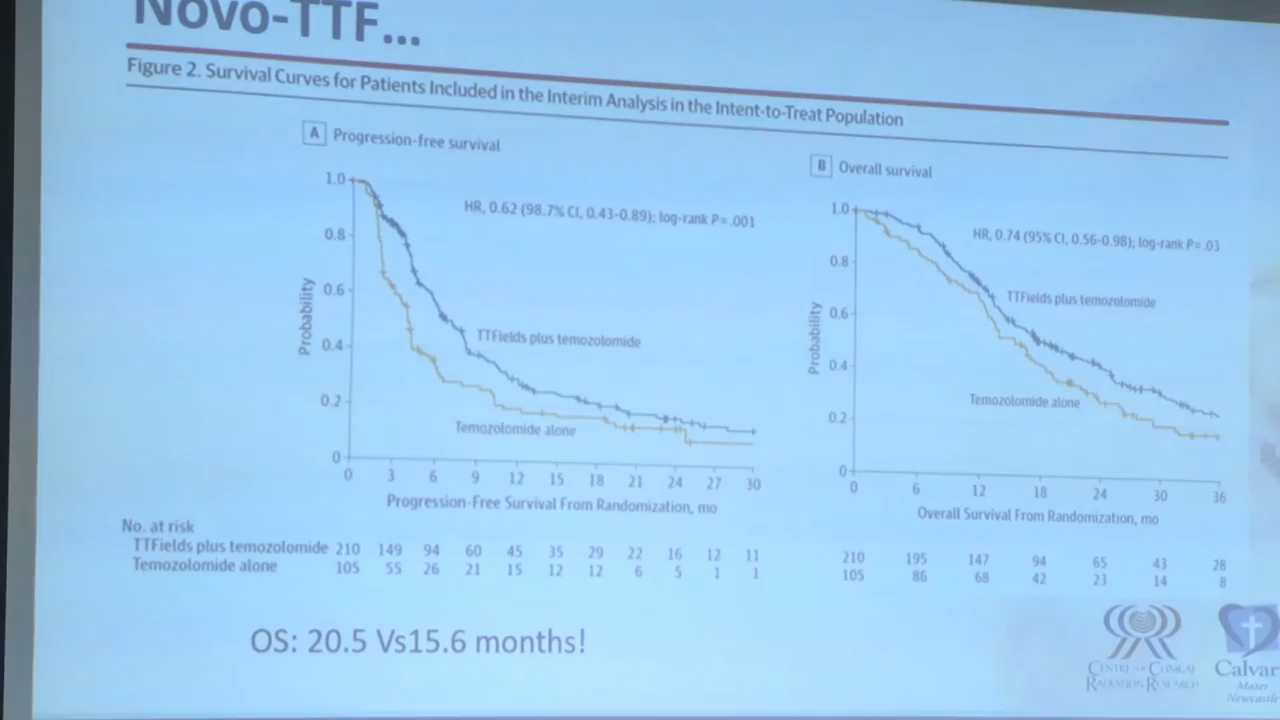 Novo-TTF...
Figure 2. Survival Curves for Patients Included in the Interim Analysis in the Intent-to-Treat Population
A Progression-free survival
HR, 0.62 (98.7% CI, 0.43-0.89); log-rank P = .001
1.0
0.8
0.6
0.4
0.2
0
Probability
TTFields plus temozolomide
Temozolomide alone
0 3 6 9 12 15 18 21 24 27 30
Progression-Free Survival From Randomization, mo
B Overall survival
HR, 0.74 (95% CI, 0.56-0.98); log-rank P = .03
1.0
0.8
0.6
0.4
0.2
0
Probability
TTFields plus temozolomide
Temozolomide alone
0 6 12 18 24 30 36
Overall Survival From Randomization, mo
No. at risk
TTFields plus temozolomide 210 149 94 60 45 35 29 22 16 12 11
Temozolomide alone 105 55 26 21 15 12 12 6 5 1 1
210 195 147 94 65 43 28
105 86 68 42 23 14 8
OS: 20.5 Vs15.6 months!
Centre for Clinical
Radiation Research
Calvar
Mater
Newcastle